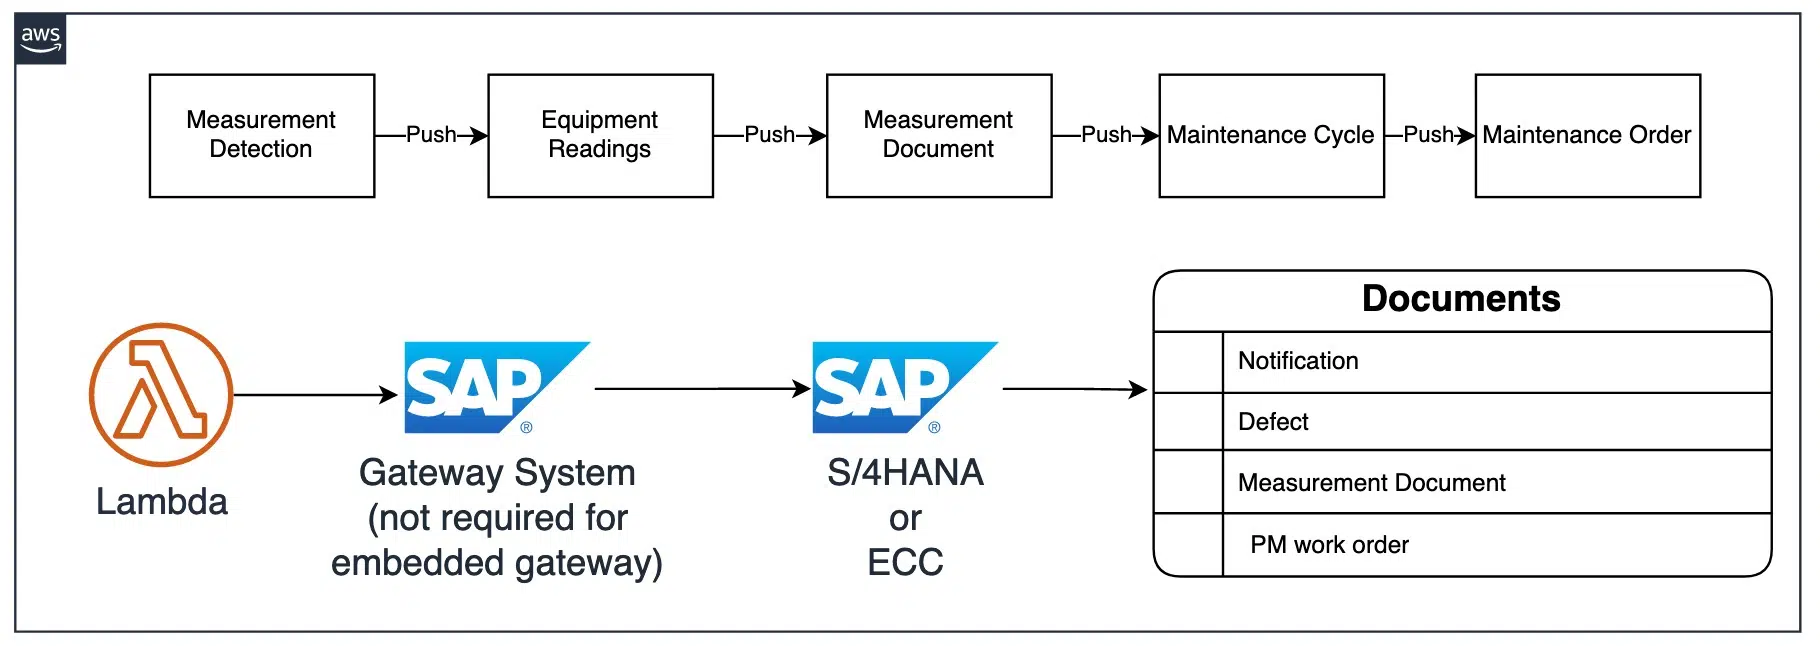 aws
Measurement
Detection
Push
Equipment
Readings
Push
Measurement
Document
Push
Maintenance Cycle
Push
Maintenance Order
Lambda
SAP
®
Gateway System
(not required for
embedded gateway)
SAP
®
S/4HANA
or
ECC
Documents
Notification
Defect
Measurement Document
PM work order